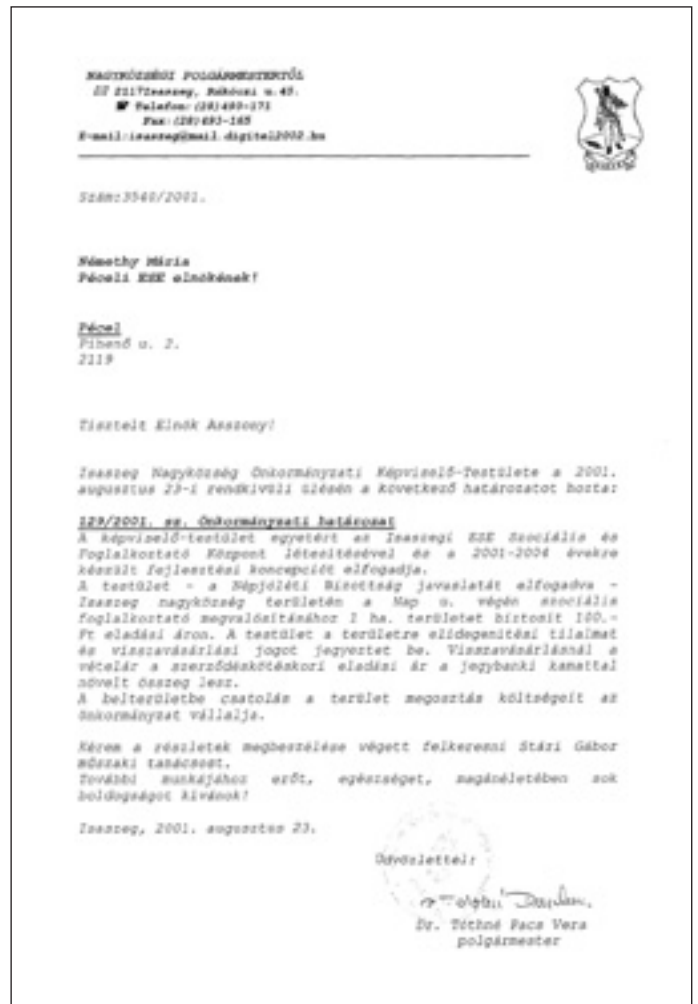 NAGYKÖZSÉGI POLGÁRMESTERTŐL
2117Isaszeg, Rákóczi u. 45.
Telefon: (28)
Fax: (28)
E-mail:isaszeg@mail.digitel2002.hu
Szám:3540/2001.
Némethy Mária
Péceli ESE elnökének!
Pécel
Pihenő u. 2.
2119
Tisztelt Elnök Asszony!
Isaszeg Nagyközség Önkormányzati Képviselő-Testülete a 2001.
augusztus 23-i rendkívüli ülésén a következő határozatot hozta:
129/2001. sz. Önkormányzati határozat
A képviselő-testület egyetért az Isaszegi ESE Szociális és
Foglalkoztató Központ létesítésével és a 2001-2004 évekre
készült fejlesztési koncepciót elfogadja.
A testület - a Népjóléti Bizottság javaslatát elfogadva -
Isaszeg nagyközség területén a Nap u. végén szociális
foglalkoztató megvalósításához 1 ha. területet biztosít 100.-
Ft eladási áron. A testület a területre elidegenítési tilalmat
és visszavásárlási jogot jegyeztet be. Visszavásárlásnál a
vételár a szerződéskötéskori eladási ár a jegybanki kamattal
növelt összeg lesz.
A belterületbe csatolás a terület megosztás költségeit az
önkormányzat vállalja.
Kérem a részletek megbeszélése végett felkeresni Stári Gábor
műszaki tanácsost.
További munkájához erőt, egészséget, magánéletében sok
boldogságot kívánok!
Isaszeg, 2001. augusztus 23.
Üdvözlettel:
Dr. Tóthné Pacs Vera
polgármester